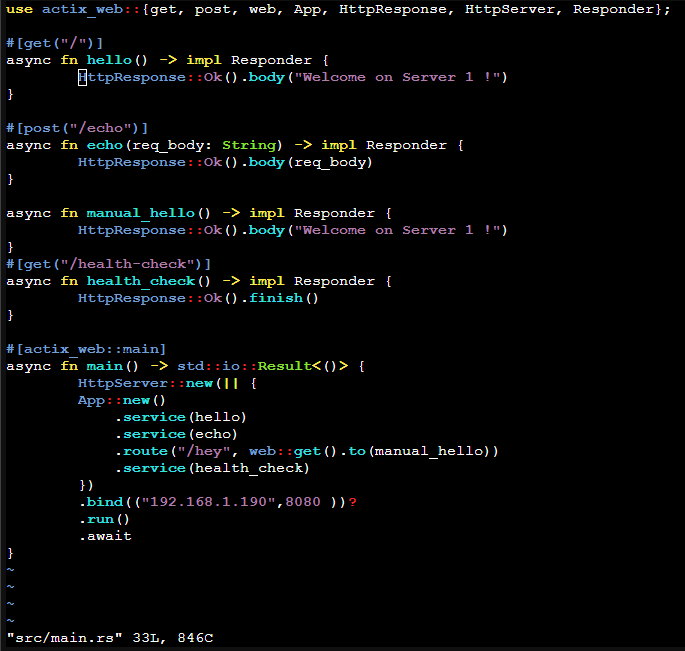 use actix_web::{get, post, web, App, HttpResponse, HttpServer, Responder};

#[get("/")]
async fn hello() -> impl Responder {
        HttpResponse::Ok().body("Welcome on Server 1 !")
}

#[post("/echo")]
async fn echo(req_body: String) -> impl Responder {
        HttpResponse::Ok().body(req_body)
}

async fn manual_hello() -> impl Responder {
        HttpResponse::Ok().body("Welcome on Server 1 !")
}
#[get("/health-check")]
async fn health_check() -> impl Responder {
        HttpResponse::Ok().finish()
}

#[actix_web::main]
async fn main() -> std::io::Result<()> {
        HttpServer::new(|| {
        App::new()
            .service(hello)
            .service(echo)
            .route("/hey", web::get().to(manual_hello))
            .service(health_check)
        })
        .bind(("192.168.1.190",8080 ))?
        .run()
        .await
}
~
~
~
~
"src/main.rs" 33L, 846C